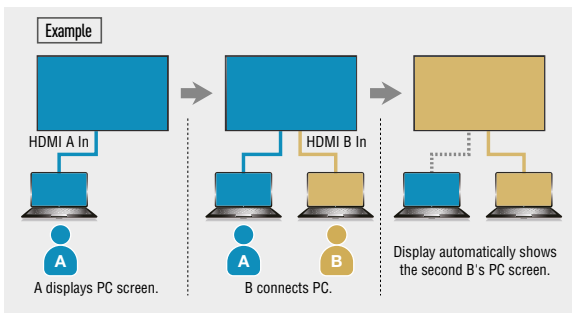 Example
HDMI A In
HDMI B In
A
A
B
A displays PC screen.
B connects PC.
Display automatically shows
the second B's PC screen.